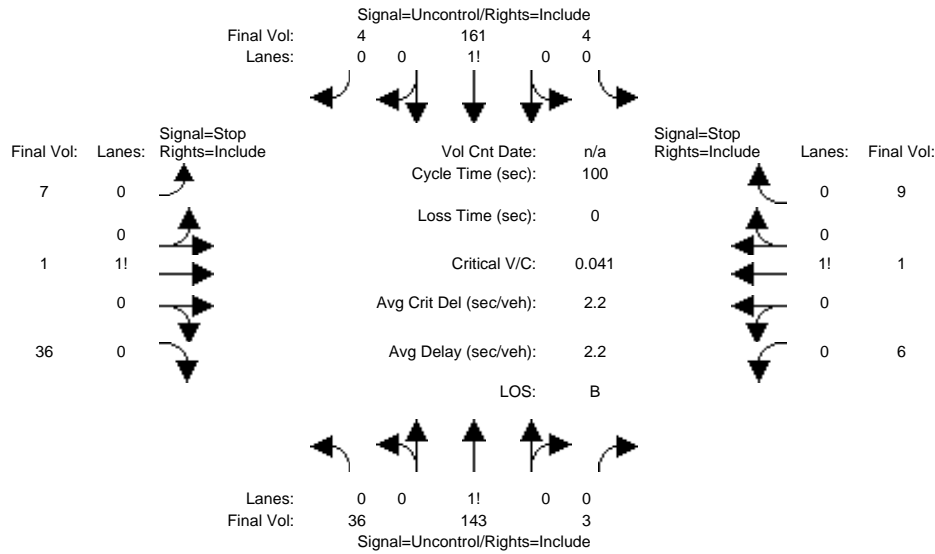 Signal=Uncontrol/Rights=Include
Final Vol: 4 161 4
Lanes: 0 0 1! 0 0
Signal=Stop Signal=Stop
Final Vol: Lanes: Rights=Include Vol Cnt Date: n/a Rights=Include Lanes: Final Vol:
Cycle Time (sec): 100
7 0 0 9
Loss Time (sec): 0
0 0
1 1! Critical V/C: 0.041 1! 1
0 Avg Crit Del (sec/veh): 2.2 0
36 0 Avg Delay (sec/veh): 2.2 0 6
LOS: B
Lanes: 0 0 1! 0 0
Final Vol: 36 143 3
Signal=Uncontrol/Rights=Include